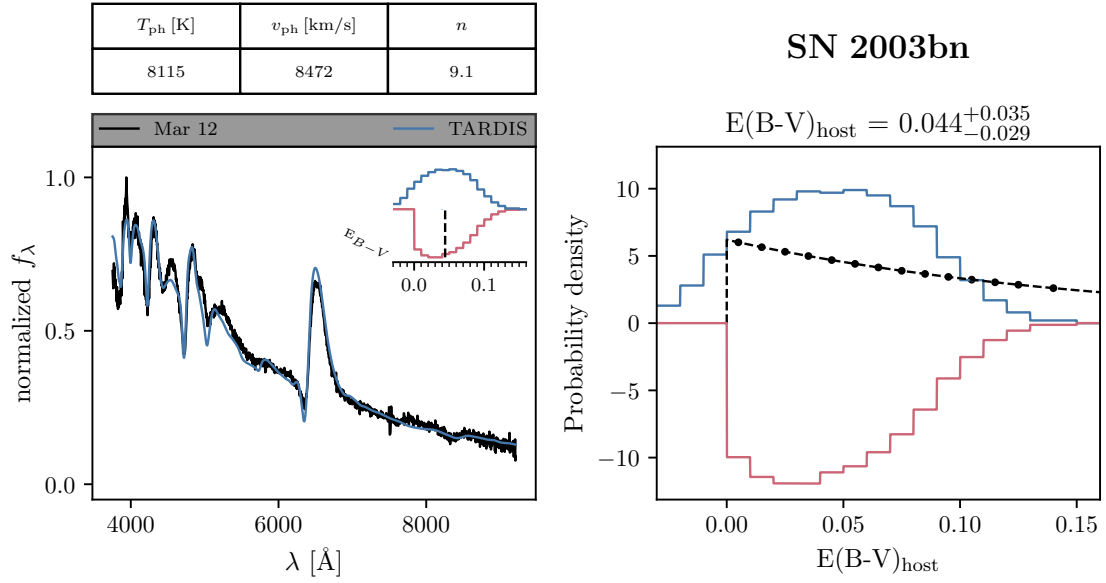 T_ph [K] v_ph [km/s] n
8115 8472 9.1
SN 2003bn
E(B-V)_host = 0.044^{+0.035}_{-0.029}
Mar 12 TARDIS
1.0
0.5
0.0
normalized f_λ
4000 6000 8000
λ [Å]
E_{B−V}
0.0 0.1
10
5
0
−5
−10
Probability density
0.00 0.05 0.10 0.15
E(B-V)_host